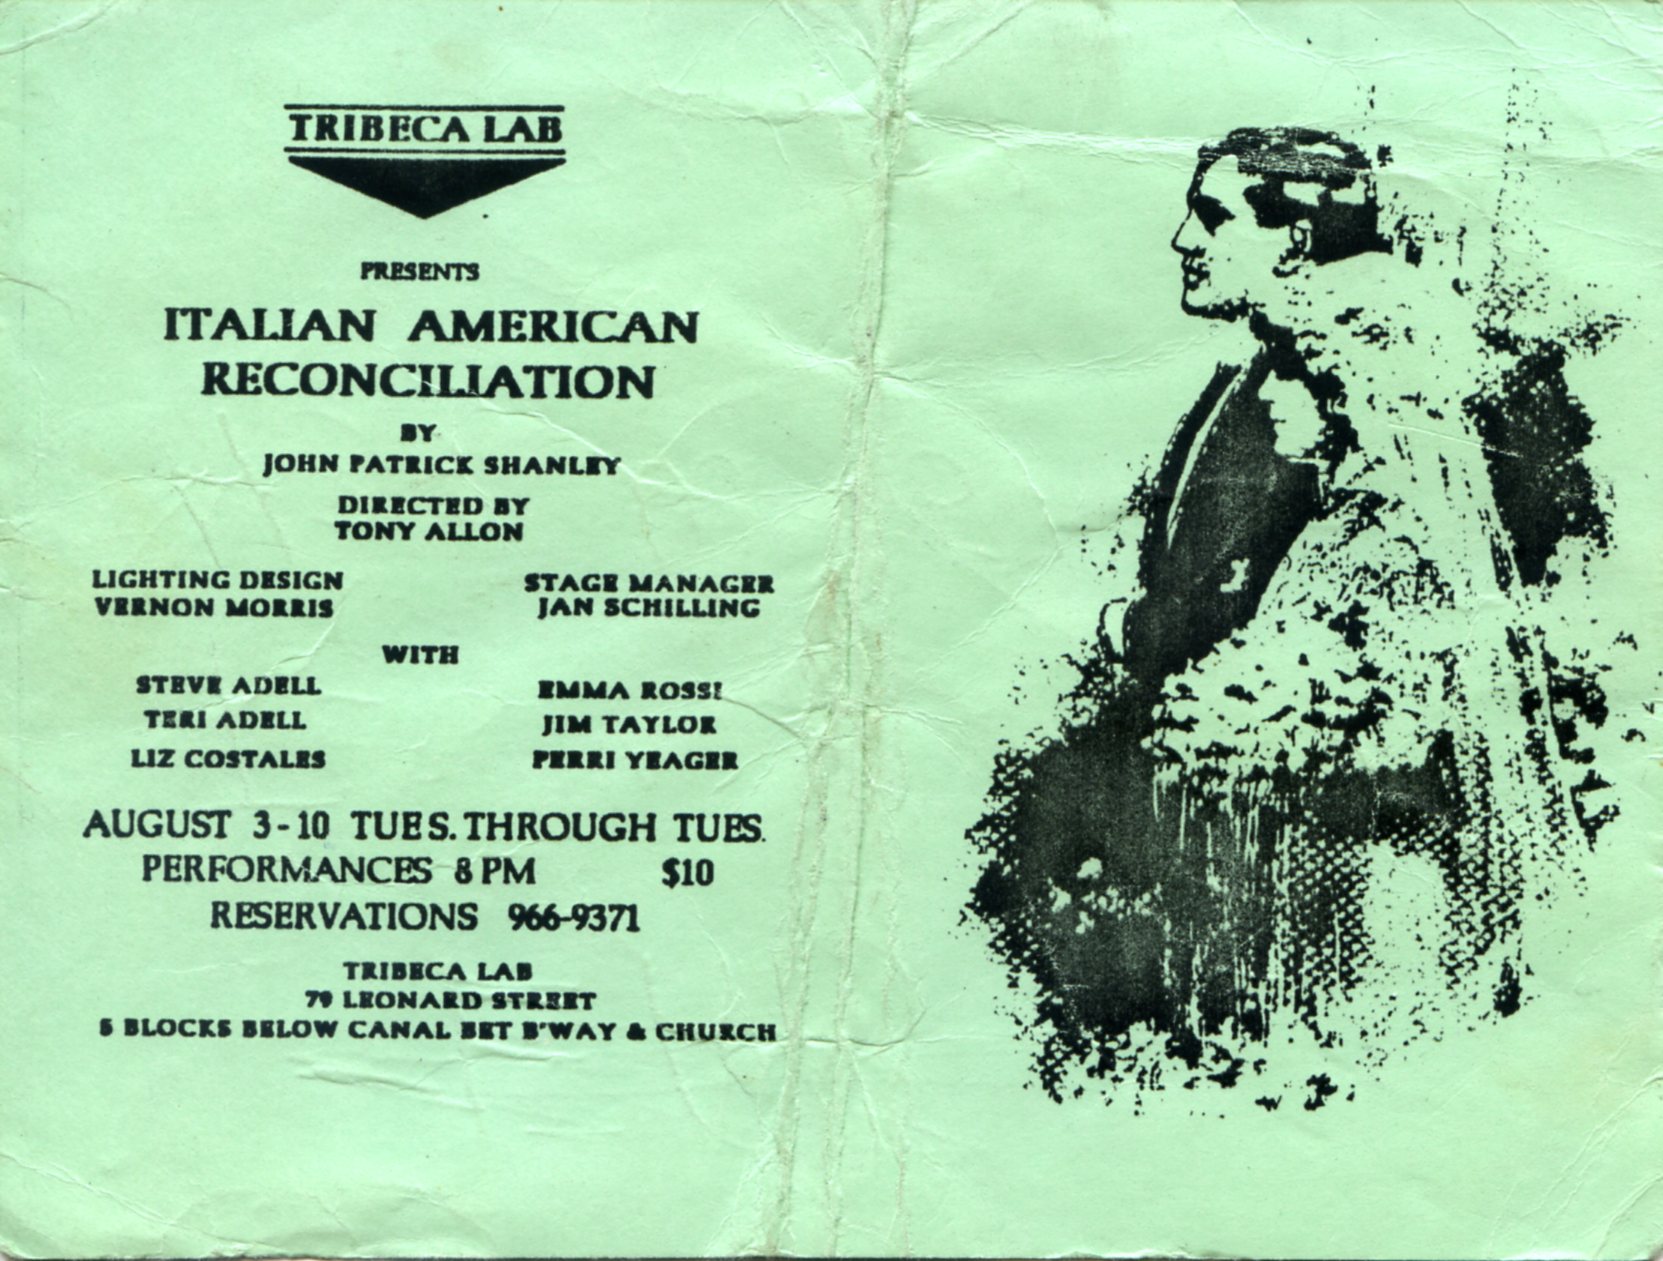 TRIBECA LAB
PRESENTS
ITALIAN AMERICAN
RECONCILIATION
BY
JOHN PATRICK SHANLEY
DIRECTED BY
TONY ALLON
LIGHTING DESIGN
VERNON MORRIS
STAGE MANAGER
JAN SCHILLING
WITH
STEVE ADELL
TERI ADELL
LIZ COSTALES
EMMA ROSSI
JIM TAYLOR
PERRI YEAGER
AUGUST 3-10 TUES. THROUGH TUES.
PERFORMANCES 8 PM $10
RESERVATIONS 966-9371
TRIBECA LAB
79 LEONARD STREET
5 BLOCKS BELOW CANAL BET B'WAY & CHURCH